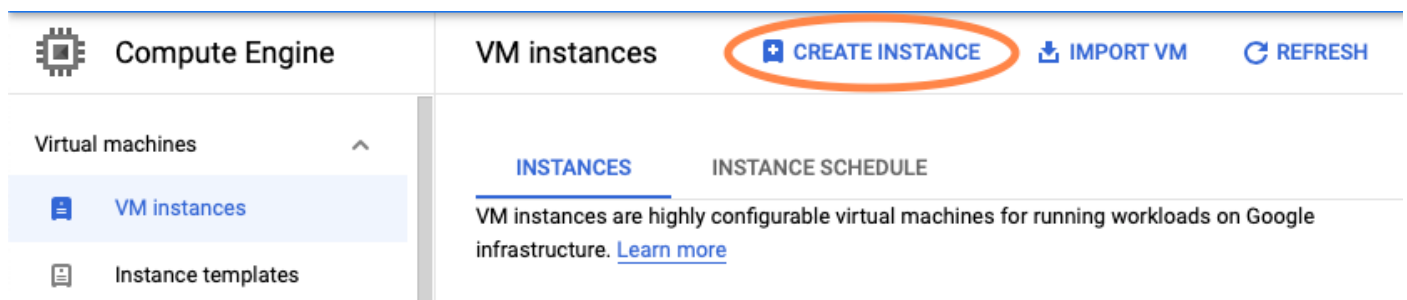 Compute Engine
VM instances
CREATE INSTANCE
IMPORT VM
REFRESH
Virtual machines
VM instances
Instance templates
INSTANCES
INSTANCE SCHEDULE
VM instances are highly configurable virtual machines for running workloads on Google
infrastructure. Learn more